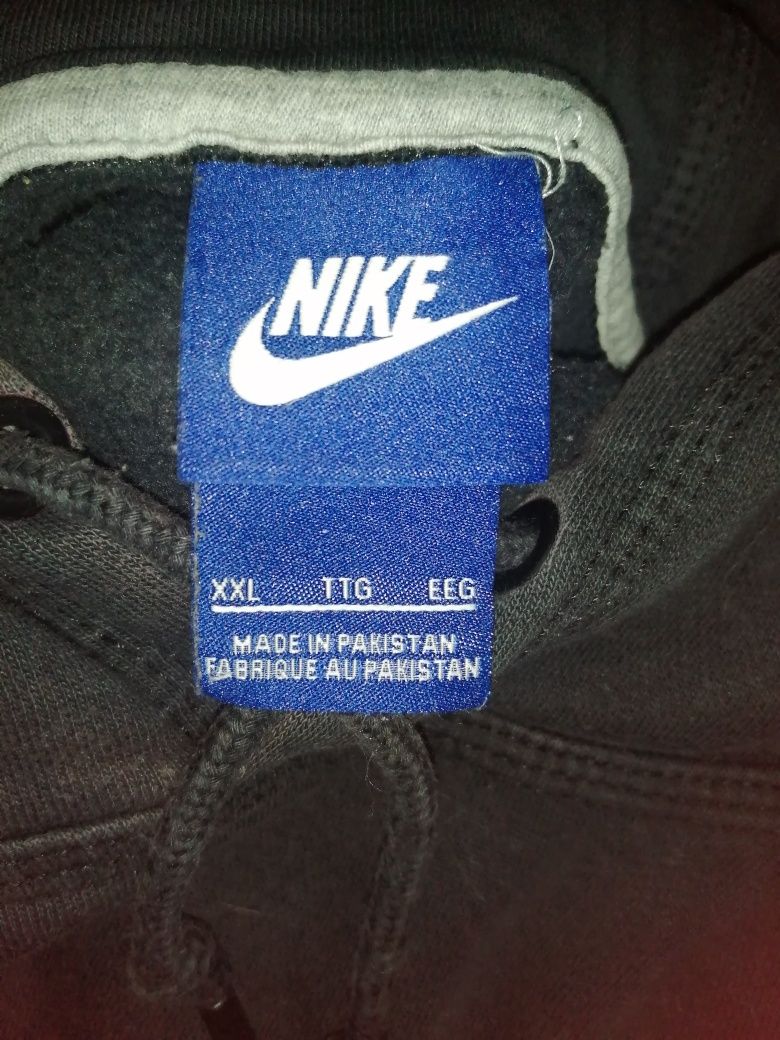 NIKE
XXL TTG EEG
MADE IN PAKISTAN
FABRIQUE AU PAKISTAN